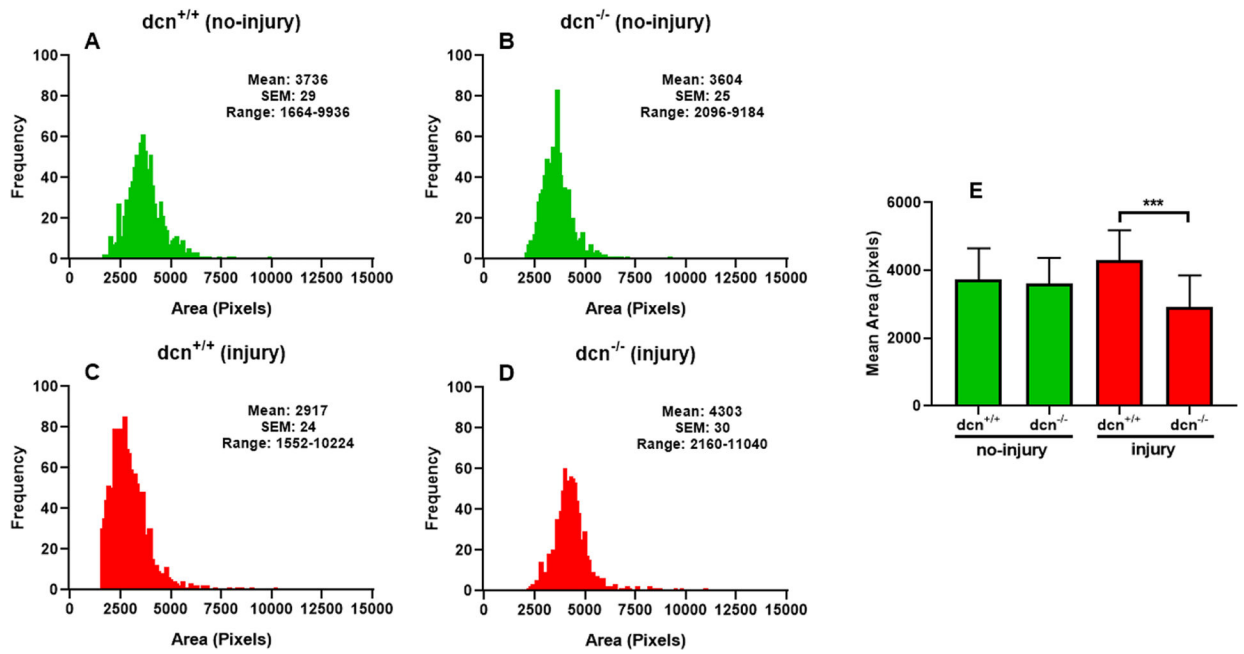 dcn+/+ (no-injury)
A
100
80
60
40
20
0
Frequency
Mean: 3736
SEM: 29
Range: 1664-9936
0 2500 5000 7500 10000 12500 15000
Area (Pixels)
dcn-/- (no-injury)
B
100
80
60
40
20
0
Frequency
Mean: 3604
SEM: 25
Range: 2096-9184
0 2500 5000 7500 10000 12500 15000
Area (Pixels)
dcn+/+ (injury)
C
100
80
60
40
20
0
Frequency
Mean: 2917
SEM: 24
Range: 1552-10224
0 2500 5000 7500 10000 12500 15000
Area (Pixels)
dcn-/- (injury)
D
100
80
60
40
20
0
Frequency
Mean: 4303
SEM: 30
Range: 2160-11040
0 2500 5000 7500 10000 12500 15000
Area (Pixels)
E
***
6000
4000
2000
0
Mean Area (pixels)
dcn+/+ dcn-/- dcn+/+ dcn-/-
no-injury injury